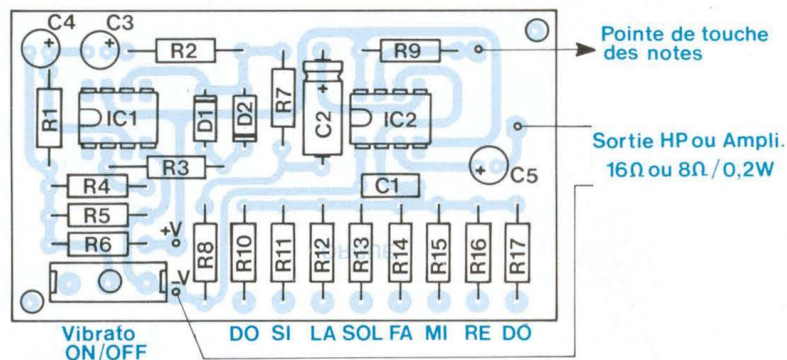 C4
C3
R2
R9
Pointe de touche
des notes
R1
IC1
D1
D2
R7
C2
IC2
Sortie HP ou Ampli.
16Ω ou 8Ω/0,2W
R3
C5
R4
C1
R5
R6
+V
R8
R10
R11
R12
R13
R14
R15
R16
R17
-V
Vibrato
ON/OFF
DO SI LA SOL FA MI RE DO